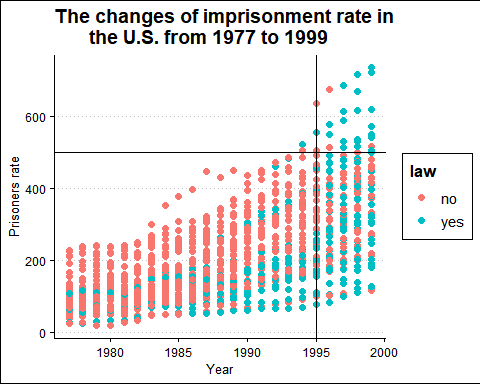 The changes of imprisonment rate in
the U.S. from 1977 to 1999
Prisoners rate
600
400
200
0
1980
1985
1990
1995
2000
Year
law
no
yes